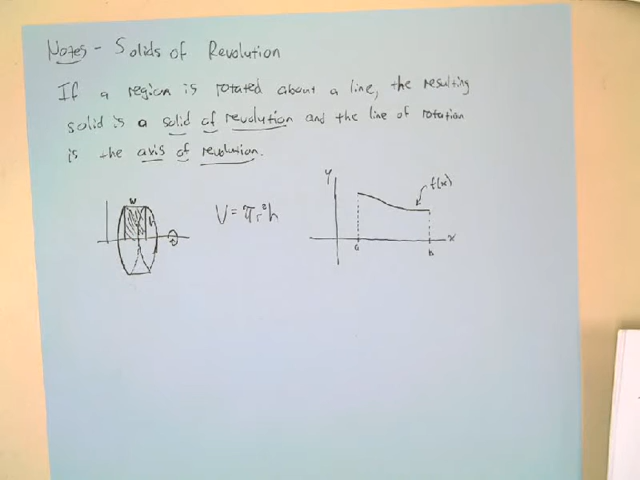 Notes - Solids of Revolution
If a region is rotated about a line, the resulting
solid is a solid of revolution and the line of rotation
is the axis of revolution.
w
h
V = πr²h
y
f(x)
a
b
x